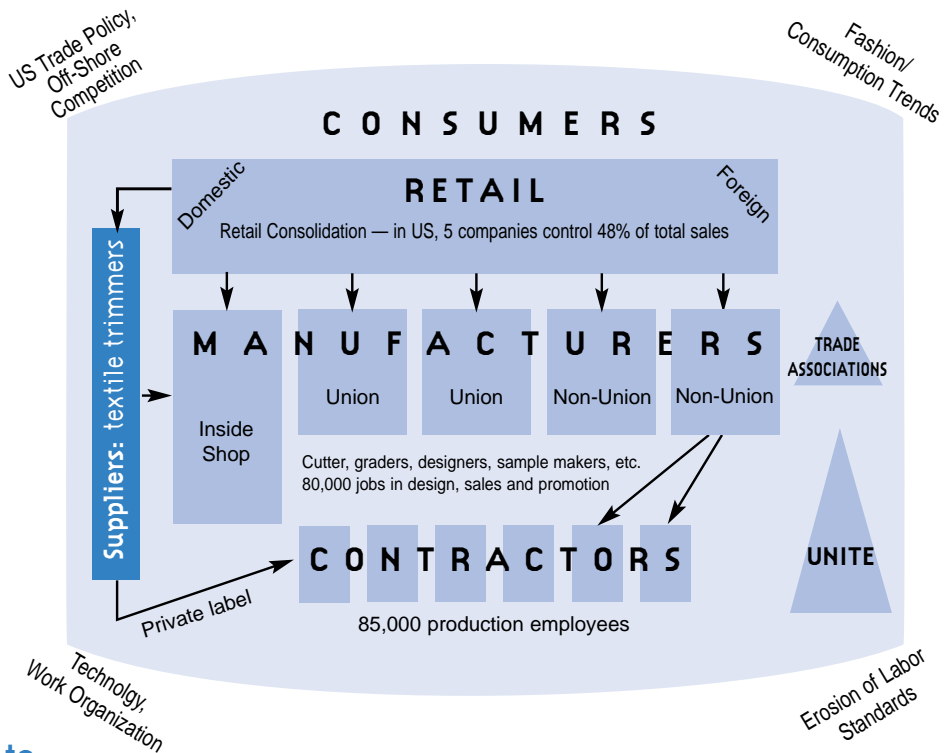 US Trade Policy,
Off-Shore
Competition
Fashion/
Consumption Trends
CONSUMERS
Domestic
RETAIL
Foreign
Retail Consolidation — in US, 5 companies control 48% of total sales
Suppliers: textile trimmers
MANUFACTURERS
Inside
Shop
Union
Union
Non-Union
Non-Union
TRADE
ASSOCIATIONS
Cutter, graders, designers, sample makers, etc.
80,000 jobs in design, sales and promotion
CONTRACTORS
UNITE
Private label
85,000 production employees
Technolgy,
Work Organization
Erosion of Labor
Standards